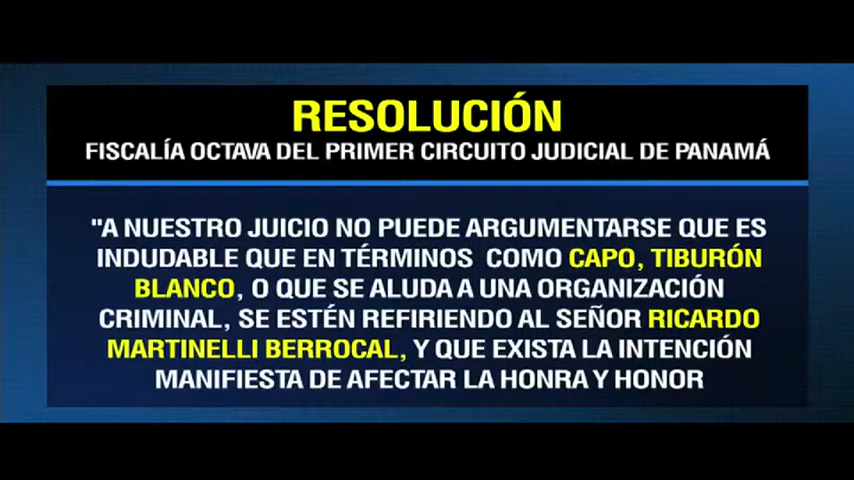 RESOLUCIÓN
FISCALÍA OCTAVA DEL PRIMER CIRCUITO JUDICIAL DE PANAMÁ
"A NUESTRO JUICIO NO PUEDE ARGUMENTARSE QUE ES
INDUDABLE QUE EN TÉRMINOS COMO CAPO, TIBURÓN
BLANCO, O QUE SE ALUDA A UNA ORGANIZACIÓN
CRIMINAL, SE ESTÉN REFIRIENDO AL SEÑOR RICARDO
MARTINELLI BERROCAL, Y QUE EXISTA LA INTENCIÓN
MANIFIESTA DE AFECTAR LA HONRA Y HONOR